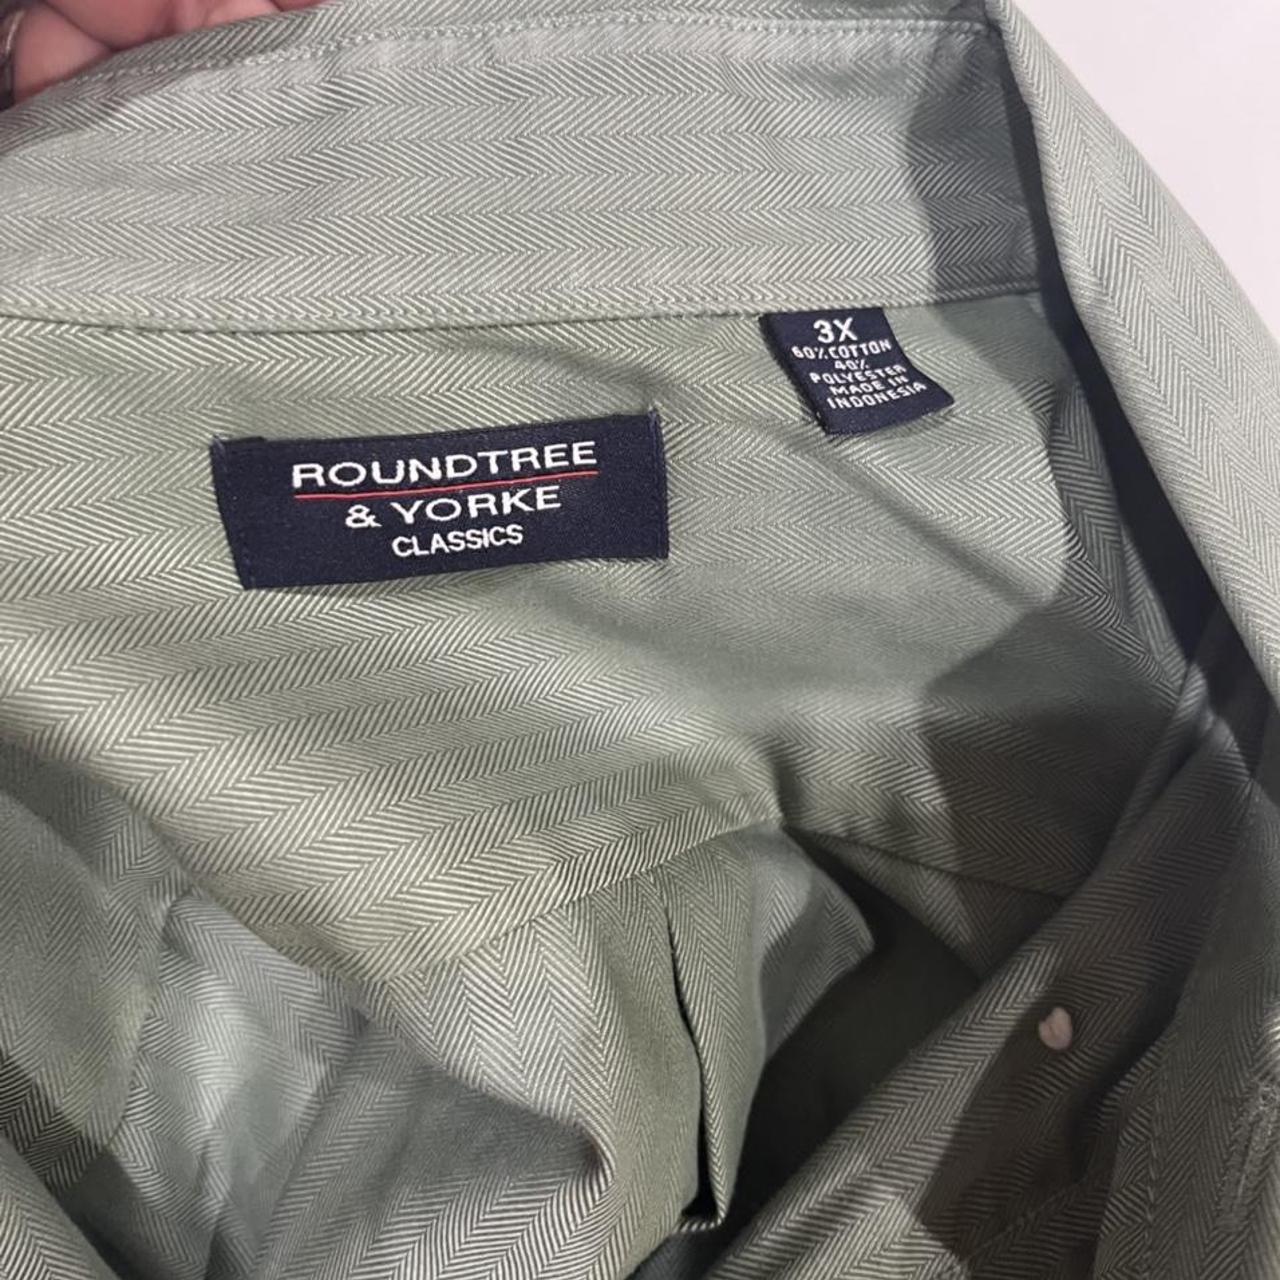 ROUNDTREE
& YORKE
CLASSICS
3X
60% COTTON
40%
POLYESTER
MADE IN
INDONESIA